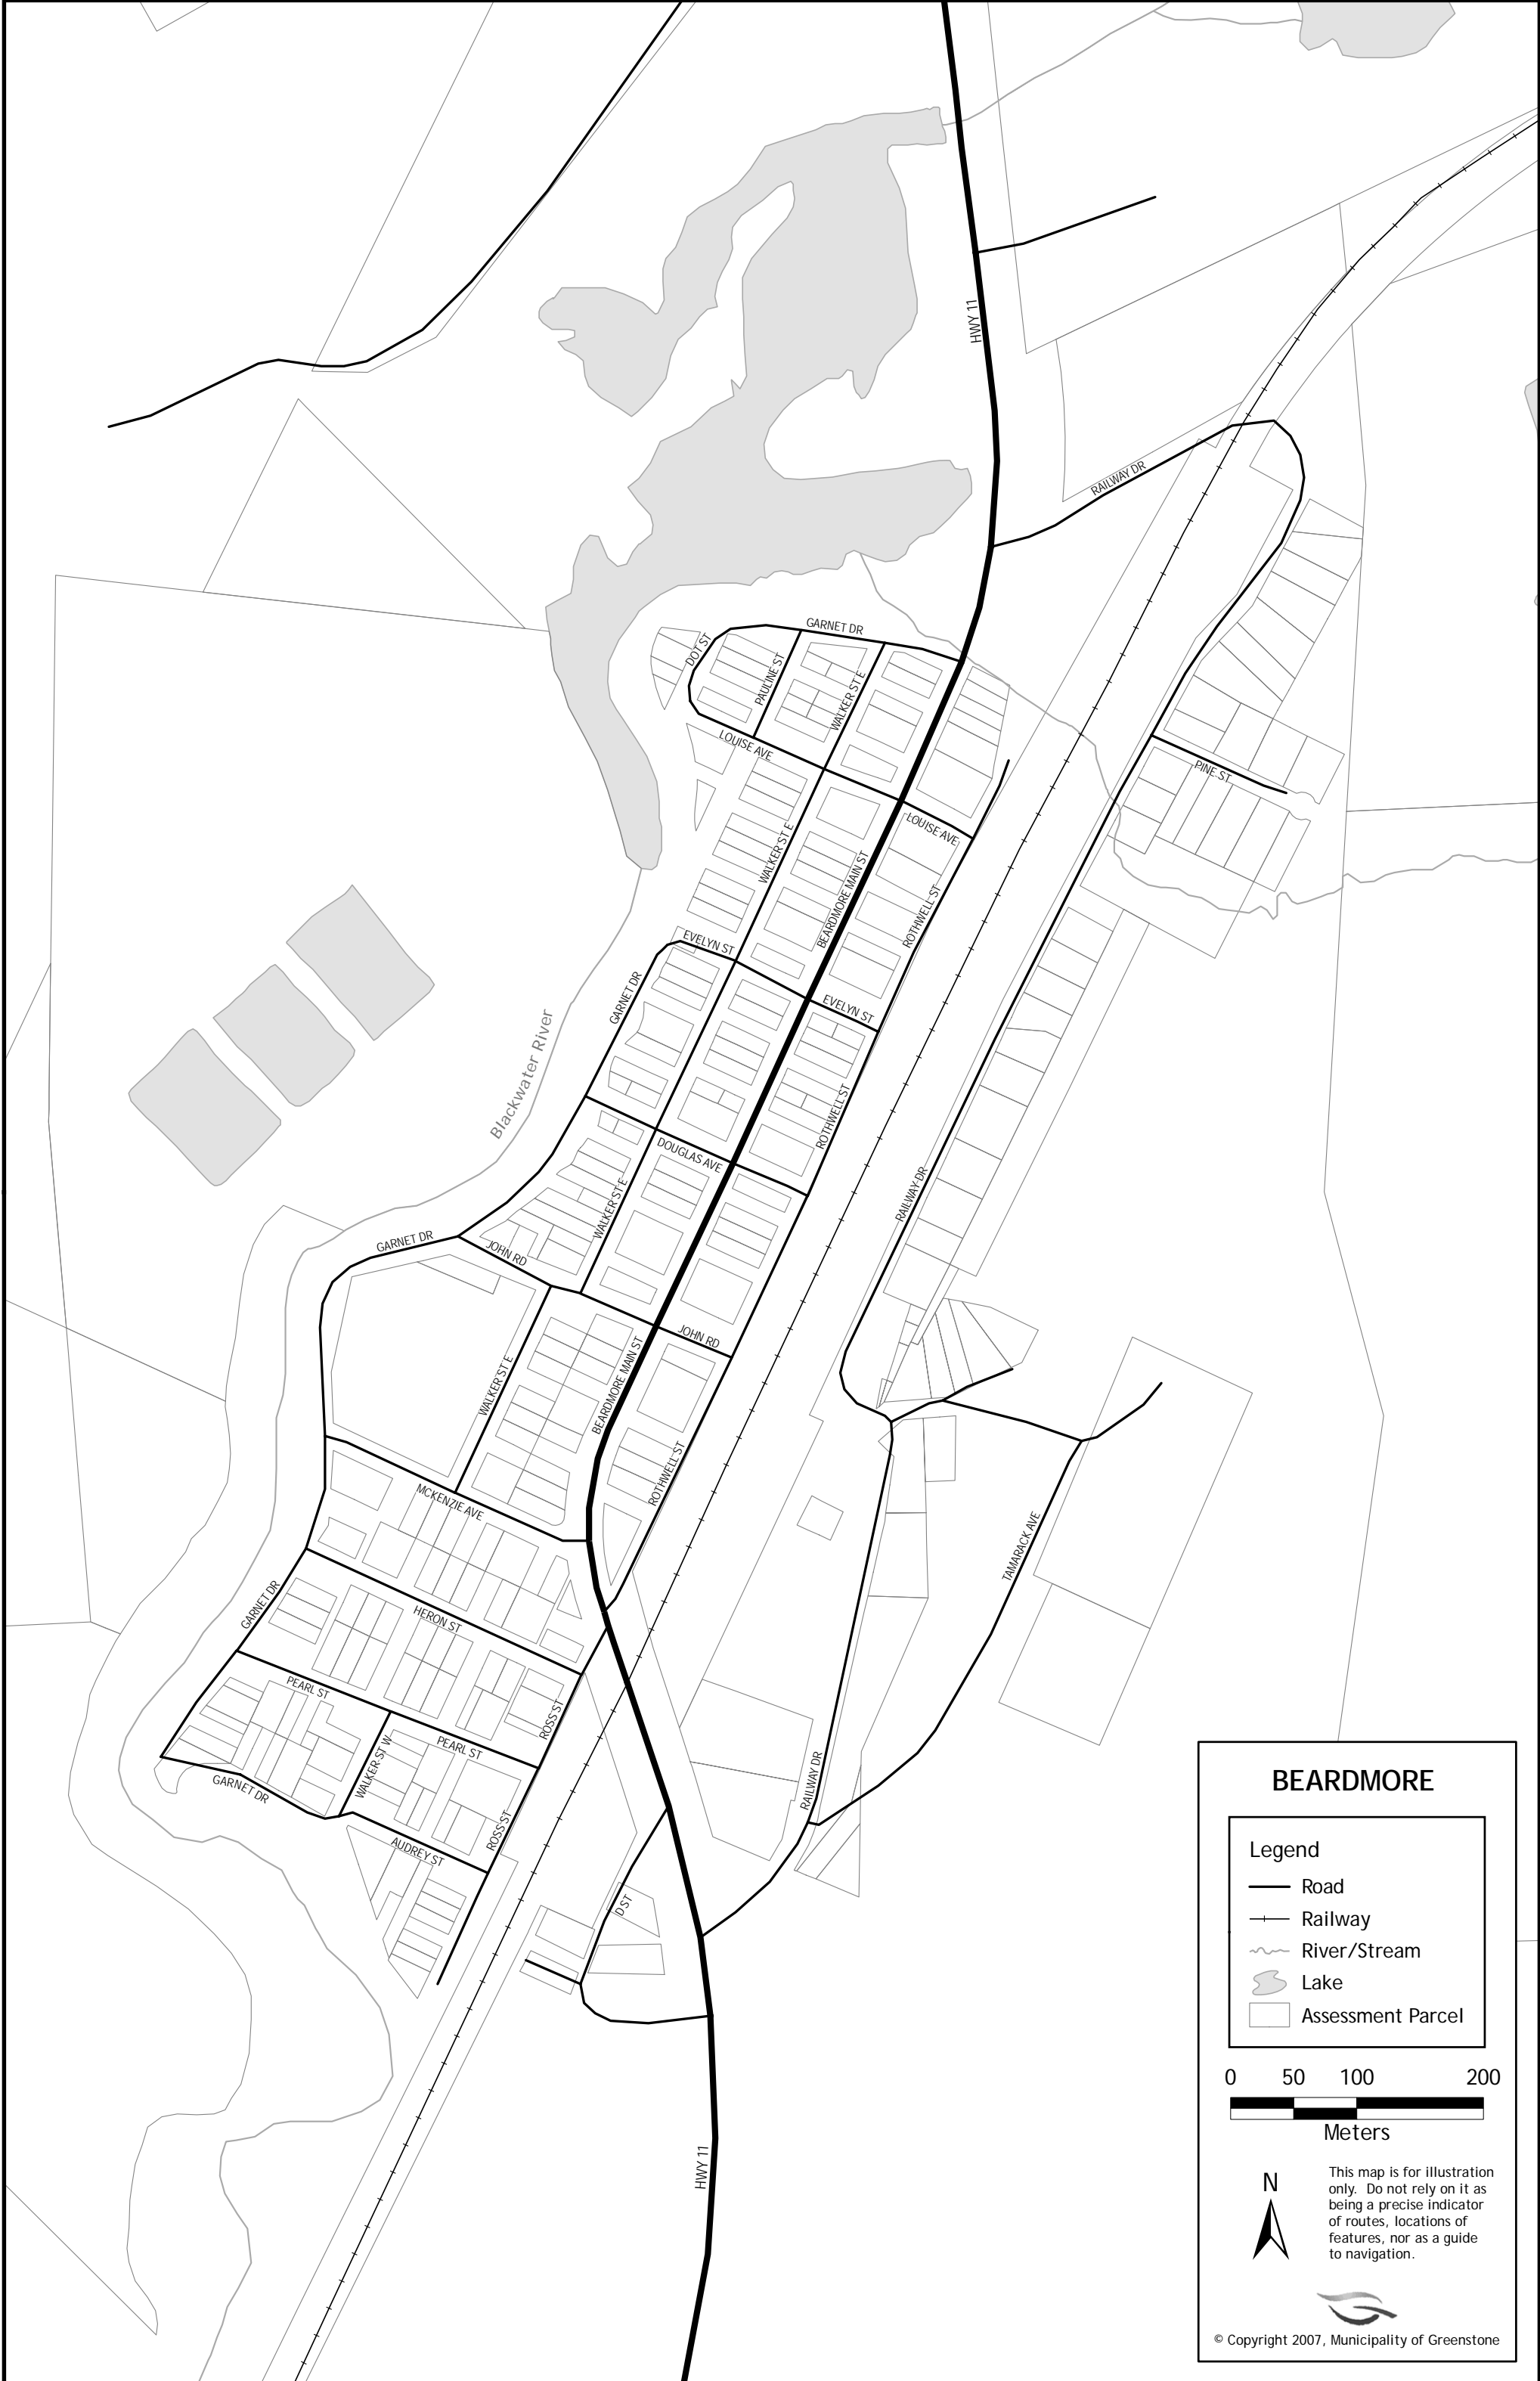 HWY 11
RAILWAY DR
GARNET DR
DOT ST
PAULINE ST
WALKER ST E
LOUISE AVE
PINE ST
LOUISE AVE
WALKER ST E
BEARDMORE MAIN ST
ROTHWELL ST
EVELYN ST
GARNET DR
EVELYN ST
Blackwater River
ROTHWELL ST
DOUGLAS AVE
RAILWAY DR
WALKER ST E
GARNET DR
JOHN RD
JOHN RD
WALKER ST E
BEARDMORE MAIN ST
ROTHWELL ST
MCKENZIE AVE
TAMARACK AVE
GARNET DR
HERON ST
PEARL ST
ROSS ST
PEARL ST
WALKER ST W
RAILWAY DR
GARNET DR
ROSS ST
AUDREY ST
D ST
HWY 11
BEARDMORE
Legend
Road
Railway
River/Stream
Lake
Assessment Parcel
0 50 100 200
Meters
N
This map is for illustration
only. Do not rely on it as
being a precise indicator
of routes, locations of
features, nor as a guide
to navigation.
© Copyright 2007, Municipality of Greenstone